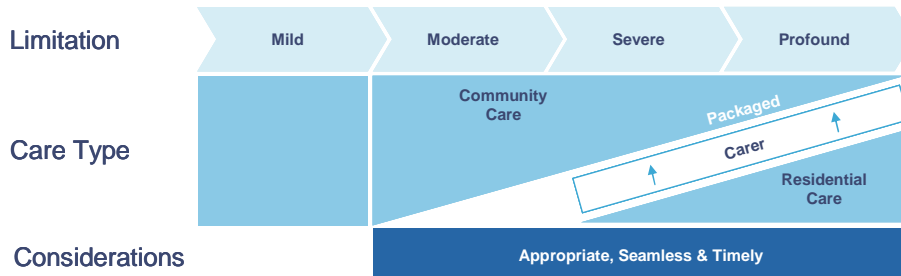 Limitation
Mild
Moderate
Severe
Profound
Care Type
Community
Care
Packaged
Carer
Residential
Care
Considerations
Appropriate, Seamless & Timely